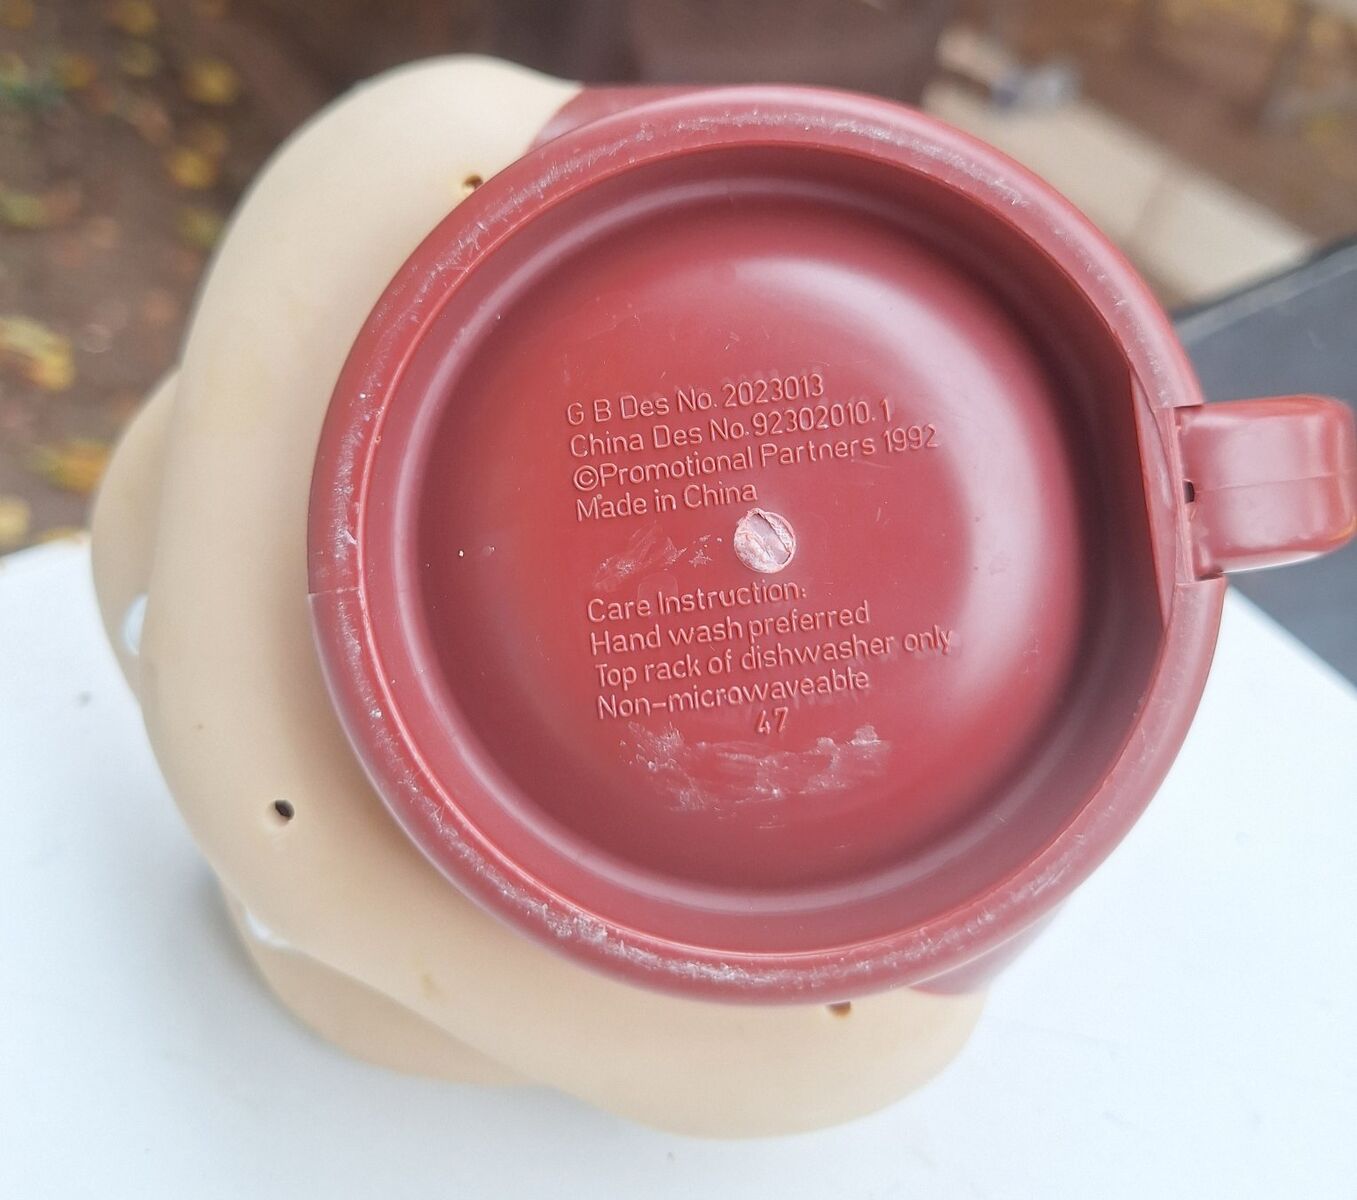 G B Des No. 2023013
China Des No. 92302010.1
©Promotional Partners 1992
Made in China
Care Instruction:
Hand wash preferred
Top rack of dishwasher only
Non-microwaveable
47